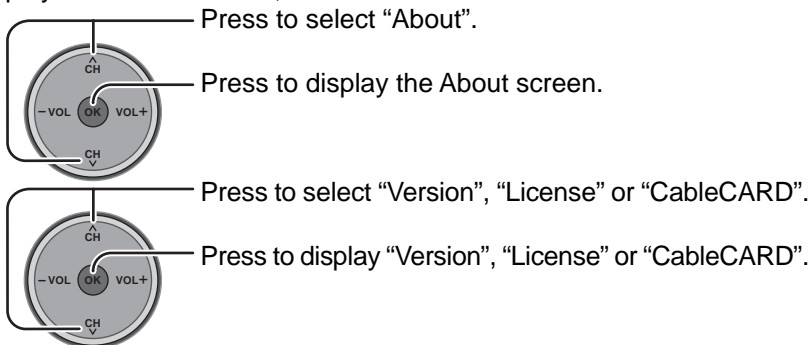 Press to select “About”.
CH
Press to display the About screen.
−VOL OK VOL+
CH
Press to select “Version”, “License” or “CableCARD”.
CH
Press to display “Version”, “License” or “CableCARD”.
−VOL OK VOL+
CH